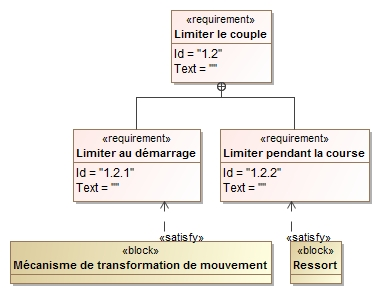 «requirement»
Limiter le couple
Id = "1.2"
Text = ""
«requirement»
Limiter au démarrage
Id = "1.2.1"
Text = ""
«requirement»
Limiter pendant la course
Id = "1.2.2"
Text = ""
«satisfy»
«satisfy»
«block»
Mécanisme de transformation de mouvement
«block»
Ressort